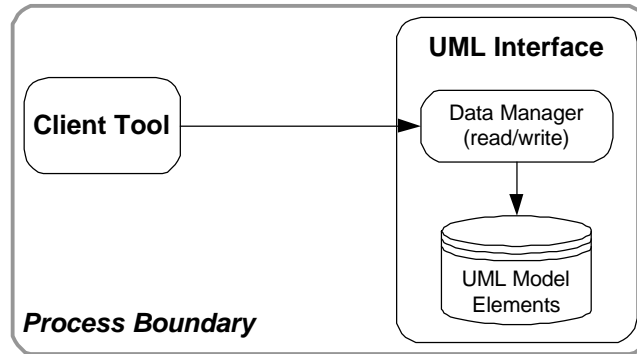 UML Interface
Client Tool
Data Manager
(read/write)
UML Model
Elements
Process Boundary